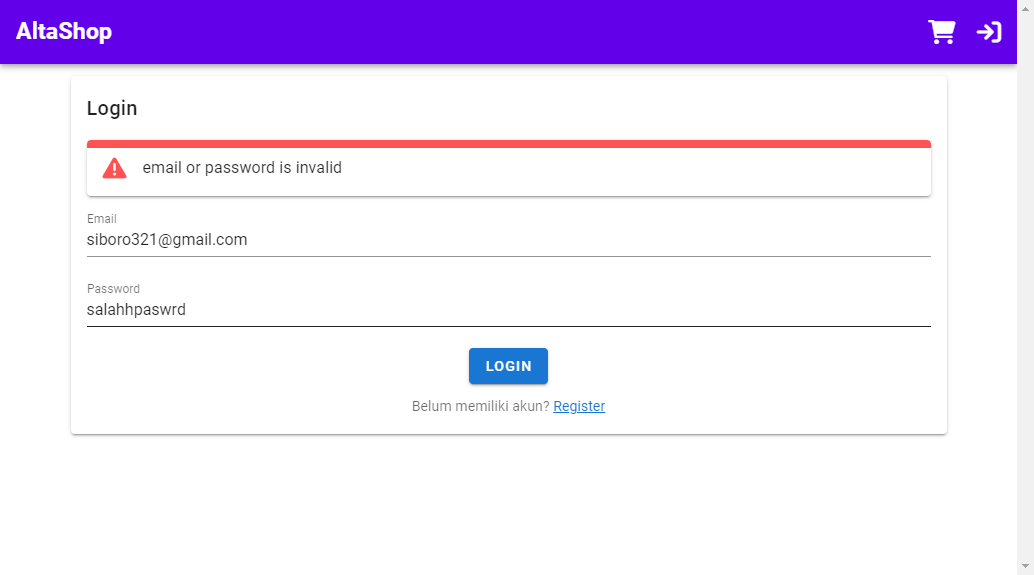 AltaShop
Login
email or password is invalid
Email
siboro321@gmail.com
Password
salahhpaswrd
LOGIN
Belum memiliki akun? Register